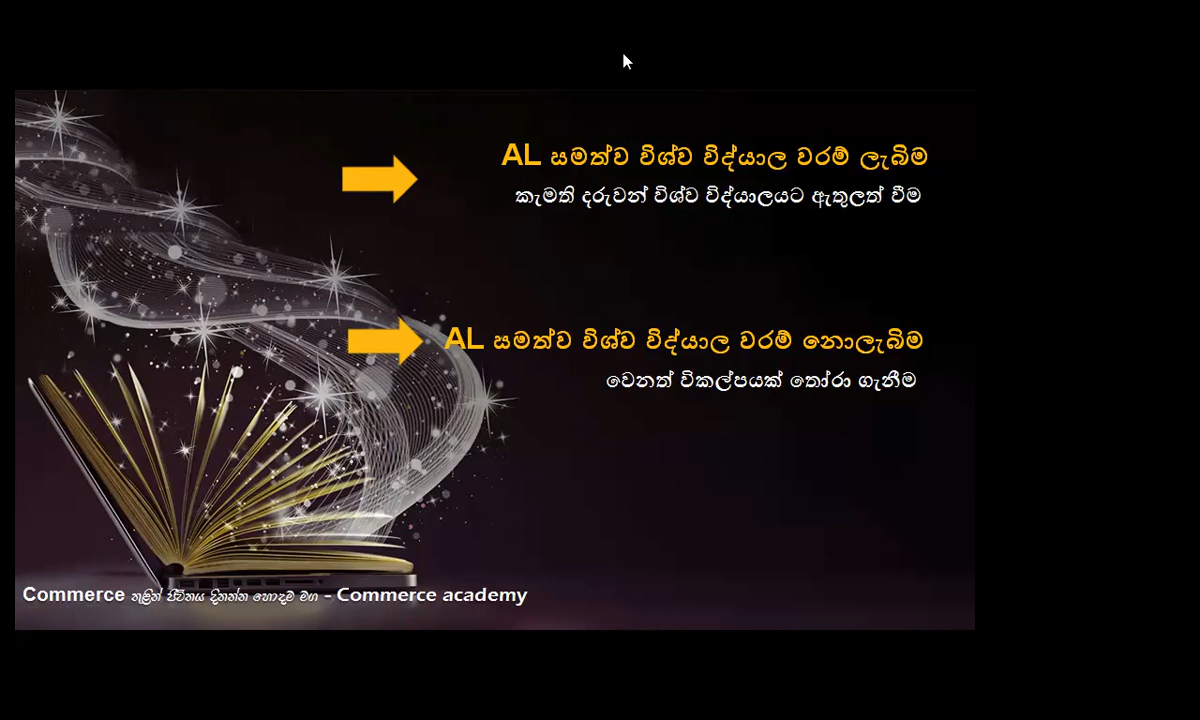 AL සමත්ව විශ්ව විද්යාල වරම් ලැබීම
කැමති දරුවන් විශ්ව විද්යාලයට ඇතුලත් වීම
AL සමත්ව විශ්ව විද්යාල වරම් නොලැබීම
වෙනත් විකල්පයක් තෝරා ගැනීම
Commerce තුළින් ජීවිතය දිනන්න හොඳම මග - Commerce academy